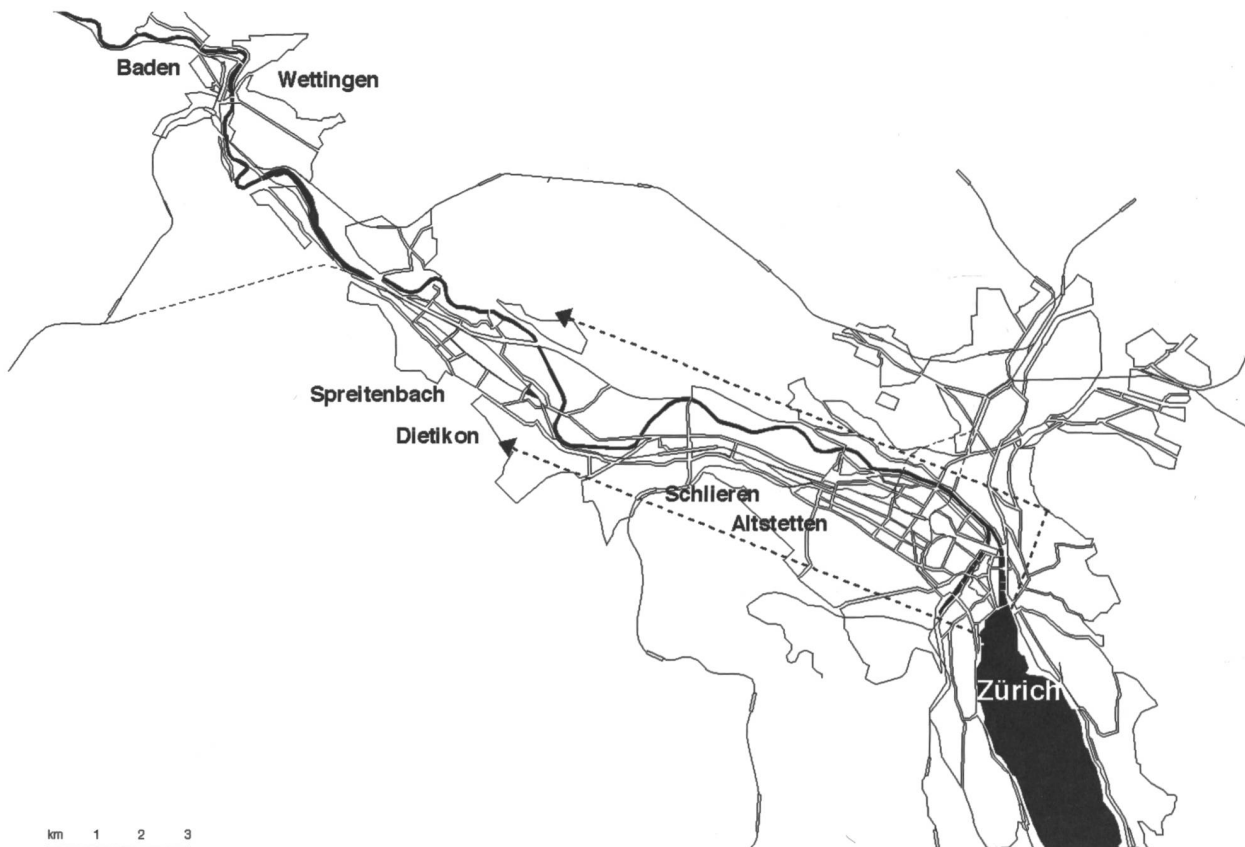 Baden
Wettingen
Spreitenbach
Dietikon
Schlieren
Altstetten
Zürich
km 1 2 3